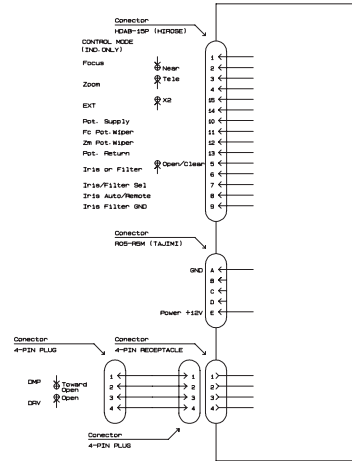 Conector
HDAB-15P (HIROSE)
CONTROL MODE
(IND.ONLY)
Focus
Near
Tele
Zoom
EXT
X2
Pot. Supply
Fc Pot.Wiper
Zm Pot.Wiper
Pot. Return
Open/Clear
Iris or Filter
Iris/Filter Sel
Iris Auto/Remote
Iris Filter GND
1
2
3
4
15
14
10
11
12
13
5
6
7
8
9
Conector
R05-R5M (TAJIMI)
GND A
B
C
D
Power +12V E
Conector
4-PIN PLUG
Conector
4-PIN RECEPTACLE
DMP
Toward
Open
DRV
Open
1 1 1
2 2 2
3 3 3
4 4 4
Conector
4-PIN PLUG